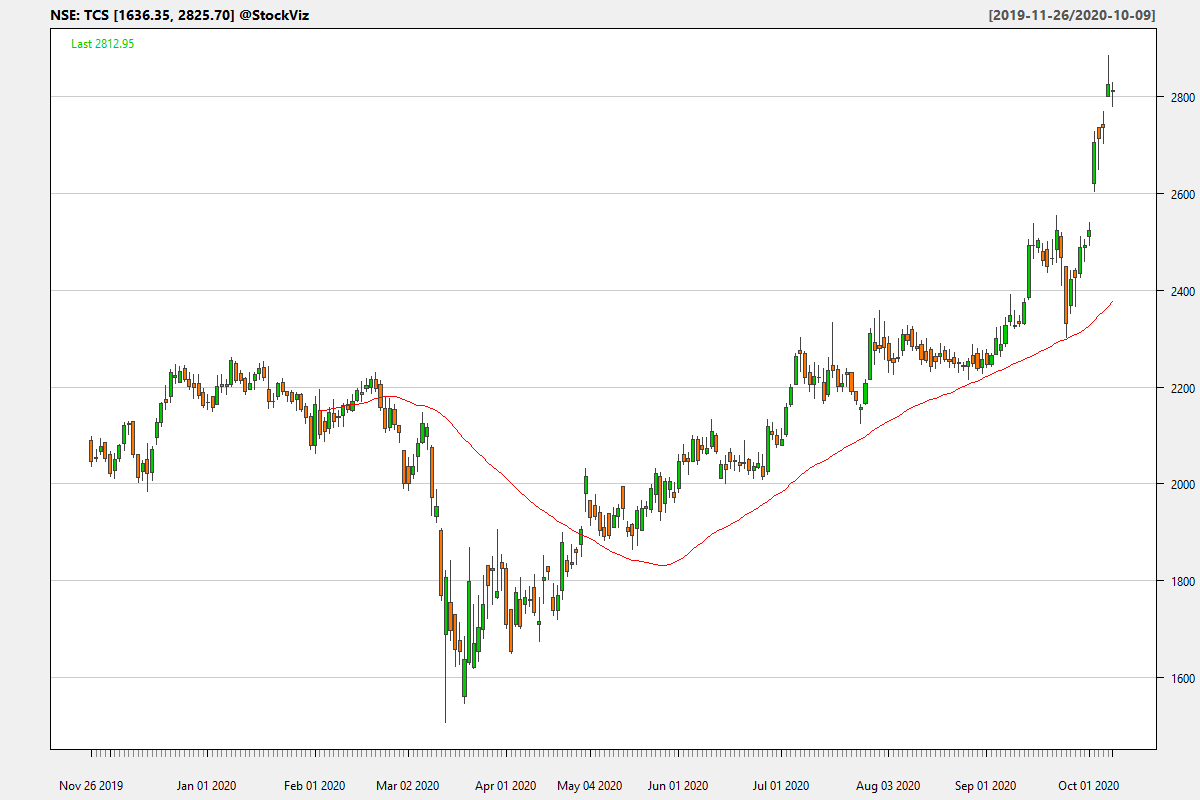 NSE: TCS [1636.35, 2825.70] @StockViz [2019-11-26/2020-10-09]
Last 2812.95
2800
2600
2400
2200
2000
1800
1600
Nov 26 2019 Jan 01 2020 Feb 01 2020 Mar 02 2020 Apr 01 2020 May 04 2020 Jun 01 2020 Jul 01 2020 Aug 03 2020 Sep 01 2020 Oct 01 2020